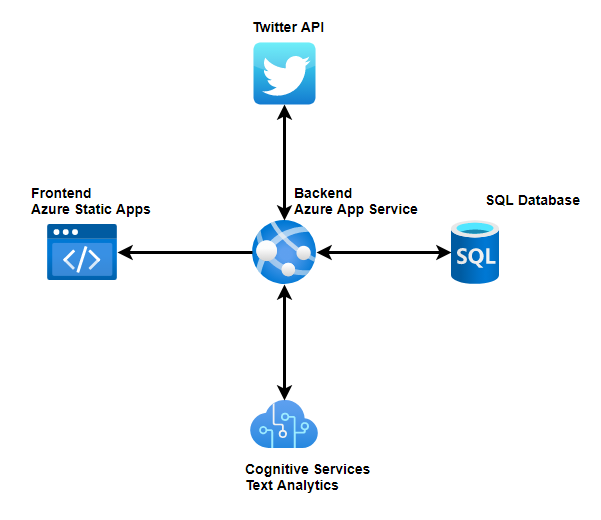 Twitter API
Frontend
Azure Static Apps
Backend
Azure App Service
SQL Database
SQL
Cognitive Services
Text Analytics